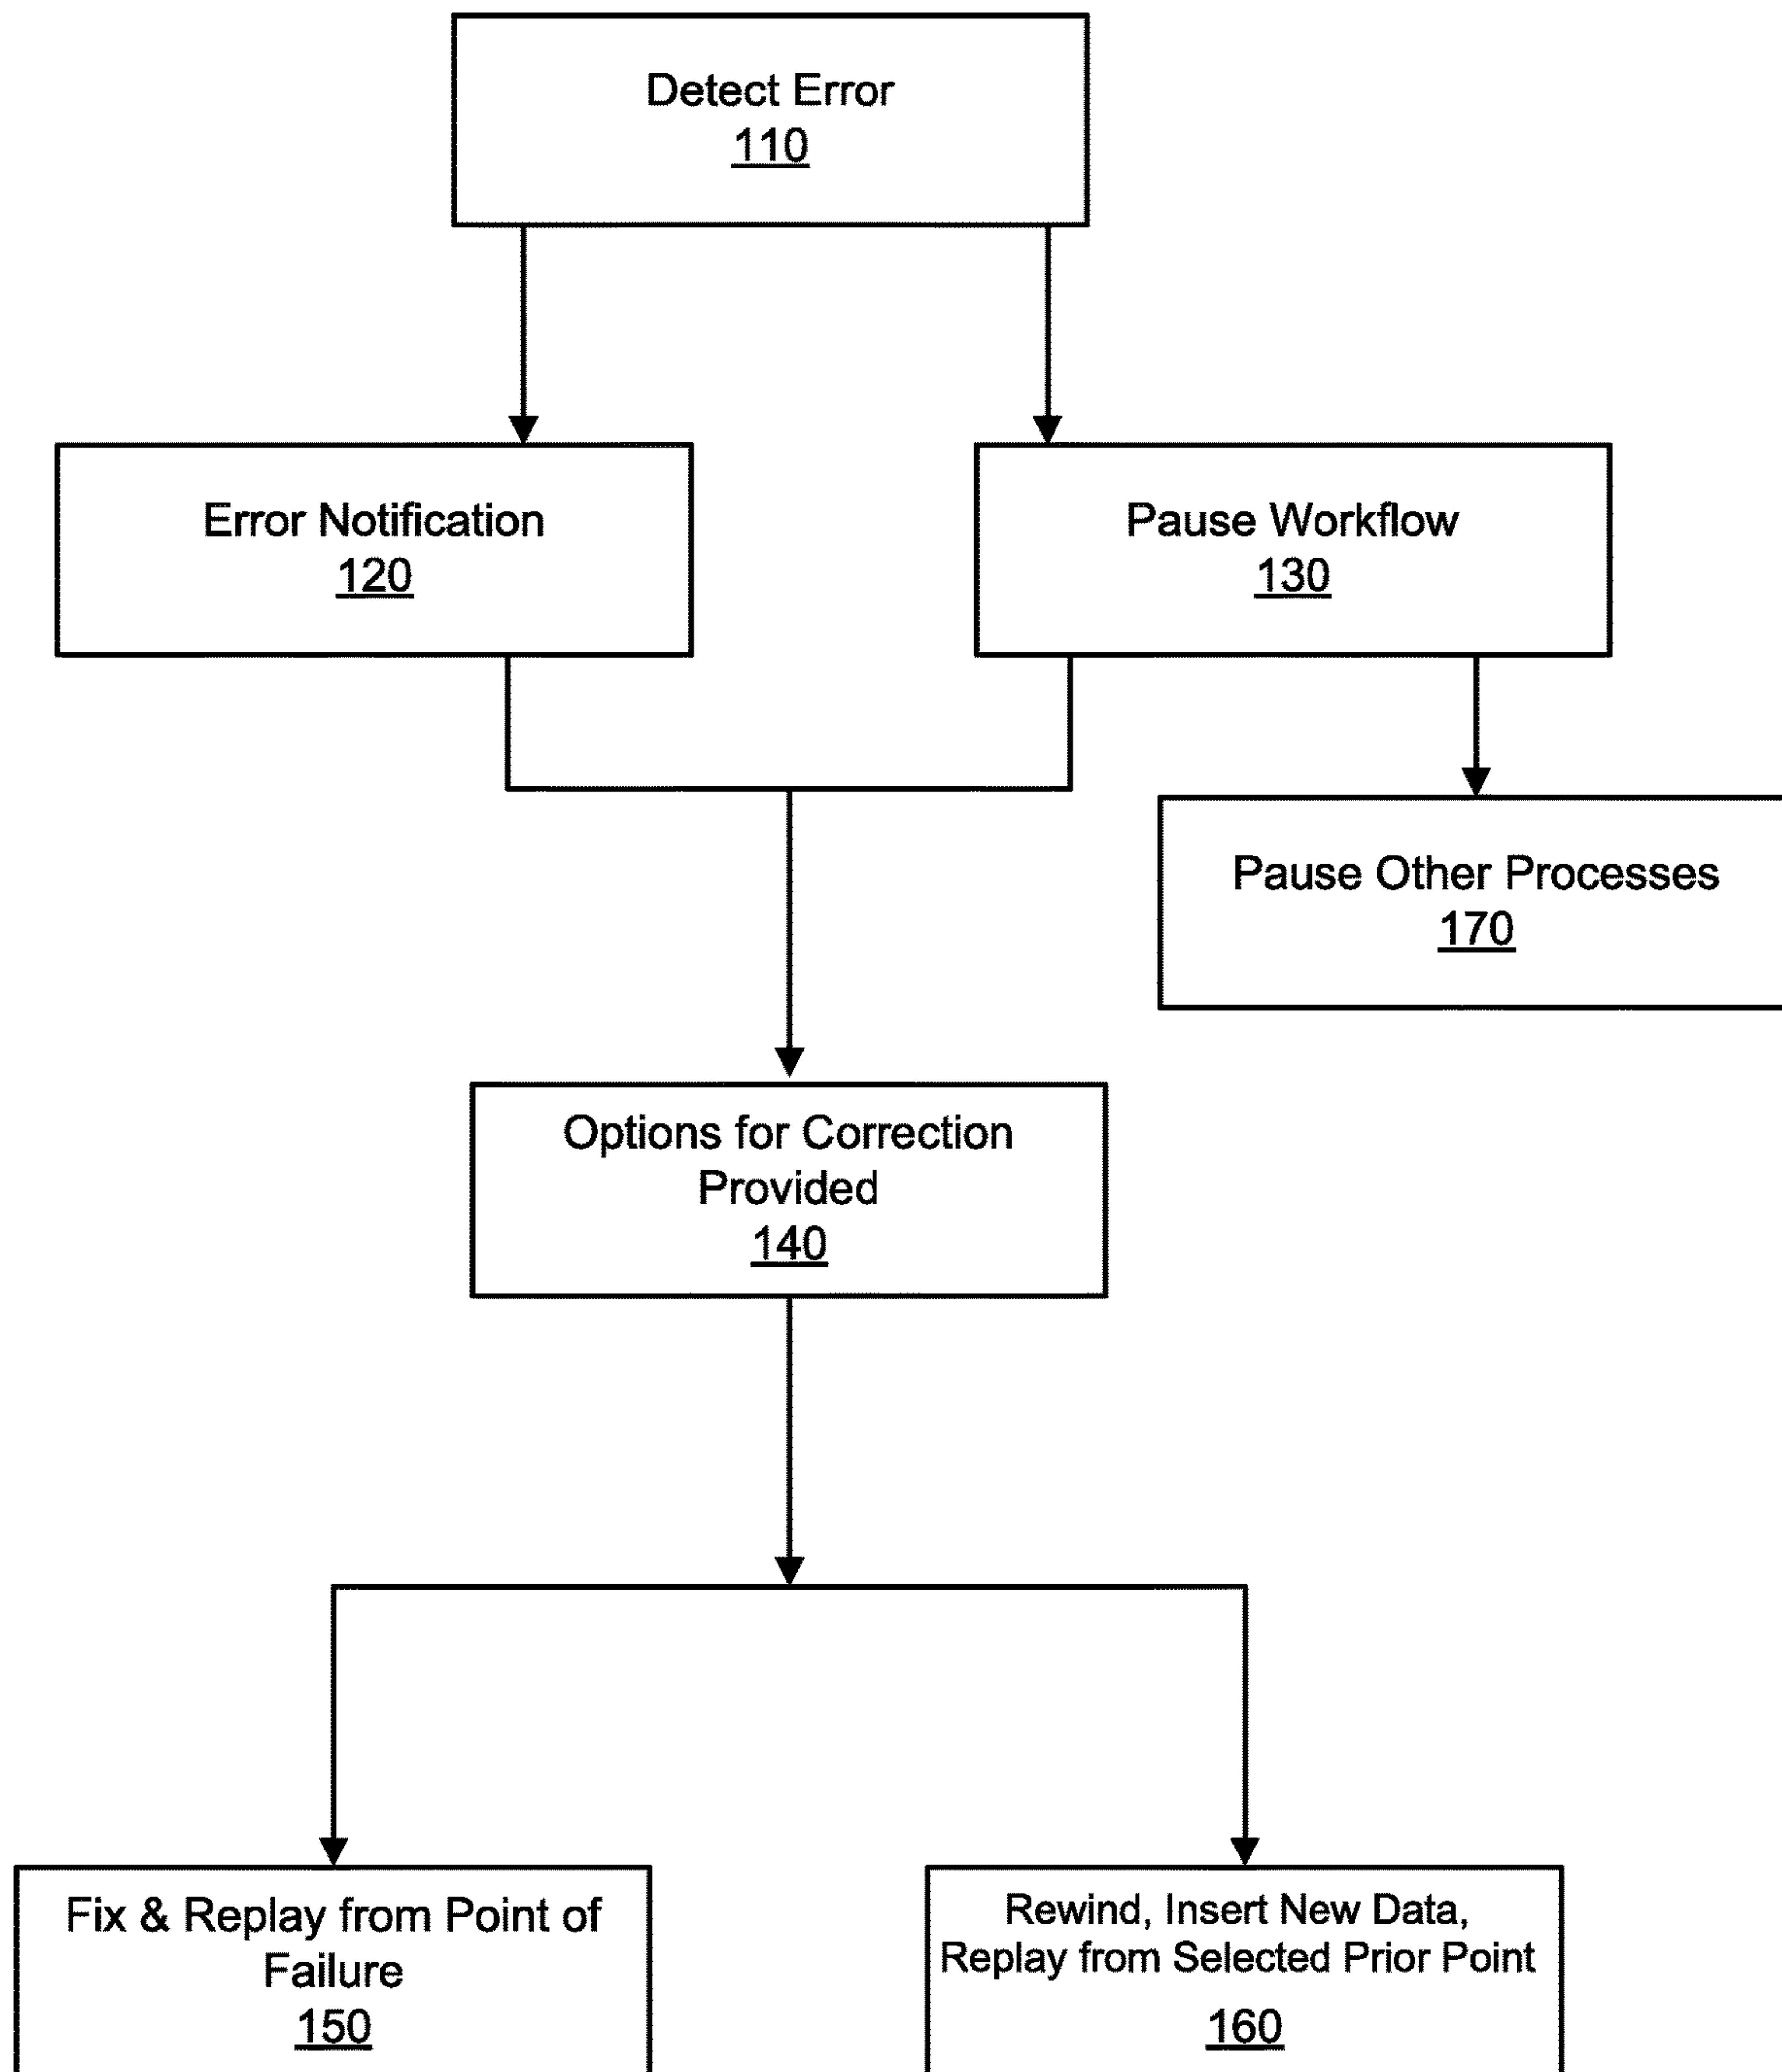 Detect Error
110
Error Notification
120
Pause Workflow
130
Pause Other Processes
170
Options for Correction
Provided
140
Fix & Replay from Point of
Failure
150
Rewind, Insert New Data,
Replay from Selected Prior Point
160